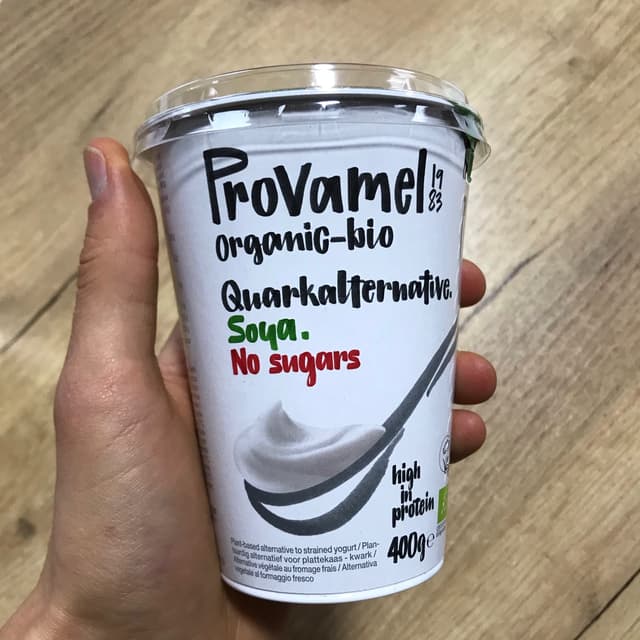 Provamel 19
83
organic-bio
Quarkalternative.
Soya.
No sugars
high
in
protein
400g℮
Plant-based alternative to strained yogurt / Plan-
taardig alternatief voor plattekaas - kwark /
Alternative végétale au fromage frais / Alternativa
vegetale al formaggio fresco